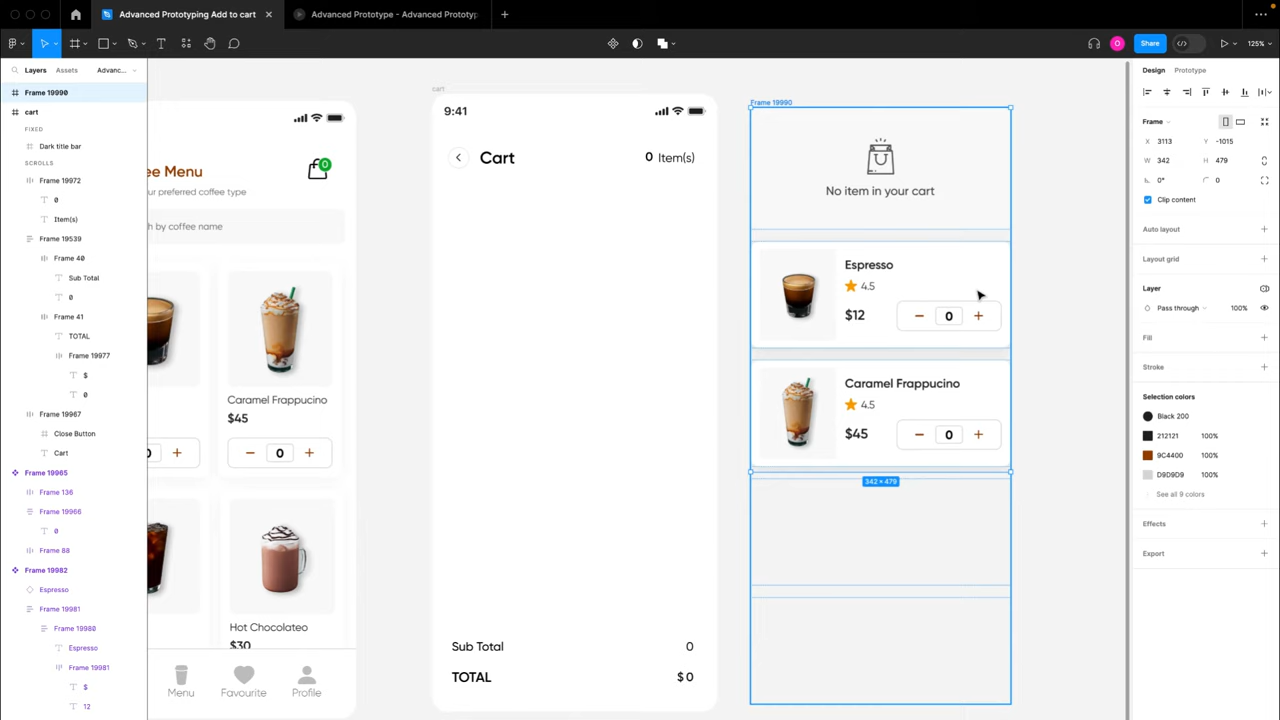 Advanced Prototyping Add to cart
Advanced Prototype - Advanced Prototyp
Share
125%
Layers
Assets
Advanc...
Frame 19990
cart
FIXED
Dark title bar
SCROLLS
Frame 19972
0
Item(s)
Frame 19539
Frame 40
Sub Total
0
Frame 41
TOTAL
Frame 19977
$
0
Frame 19967
Close Button
Cart
Frame 19965
Frame 136
Frame 19966
0
Frame 88
Frame 19982
Espresso
Frame 19981
Frame 19980
Espresso
Frame 19981
$
12
0
ee Menu
ur preferred coffee type
h by coffee name
Caramel Frappucino
$45
0
0
Hot Chocolateo
$30
Menu
Favourite
Profile
cart
9:41
Cart
0 Item(s)
Sub Total
0
TOTAL
$ 0
Frame 19990
No item in your cart
Espresso
4.5
$12
0
Caramel Frappucino
4.5
$45
0
342 × 479
Design
Prototype
Frame
X 3113
Y -1015
W 342
H 479
0°
0
Clip content
Auto layout
Layout grid
Layer
Pass through
100%
Fill
Stroke
Selection colors
Black 200
212121 100%
9C4400 100%
D9D9D9 100%
See all 9 colors
Effects
Export